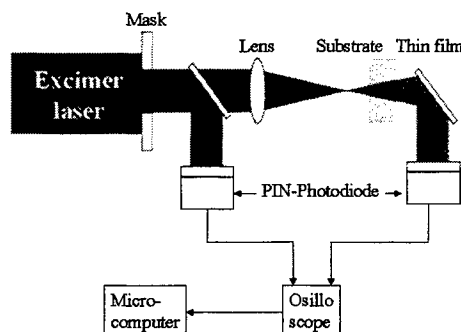 Mask
Lens
Substrate Thin film
Excimer
laser
PIN-Photodiode
Micro-
computer
Osillo
scope